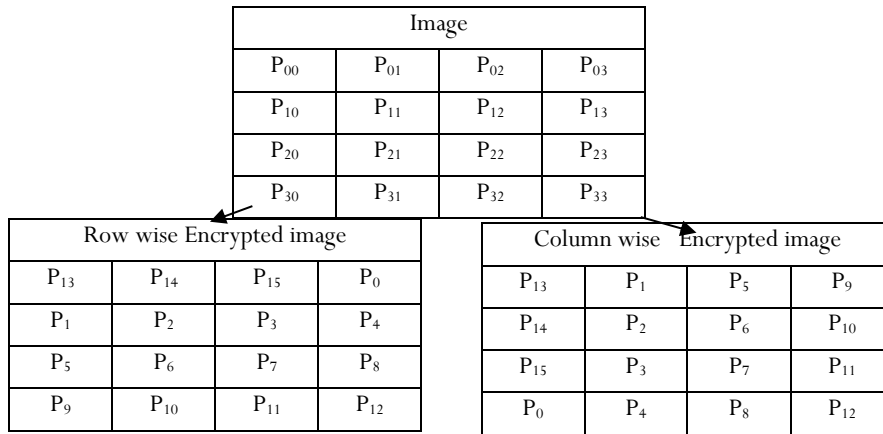 Image
P₀₀ P₀₁ P₀₂ P₀₃
P₁₀ P₁₁ P₁₂ P₁₃
P₂₀ P₂₁ P₂₂ P₂₃
P₃₀ P₃₁ P₃₂ P₃₃
Row wise Encrypted image
P₁₃ P₁₄ P₁₅ P₀
P₁ P₂ P₃ P₄
P₅ P₆ P₇ P₈
P₉ P₁₀ P₁₁ P₁₂
Column wise Encrypted image
P₁₃ P₁ P₅ P₉
P₁₄ P₂ P₆ P₁₀
P₁₅ P₃ P₇ P₁₁
P₀ P₄ P₈ P₁₂